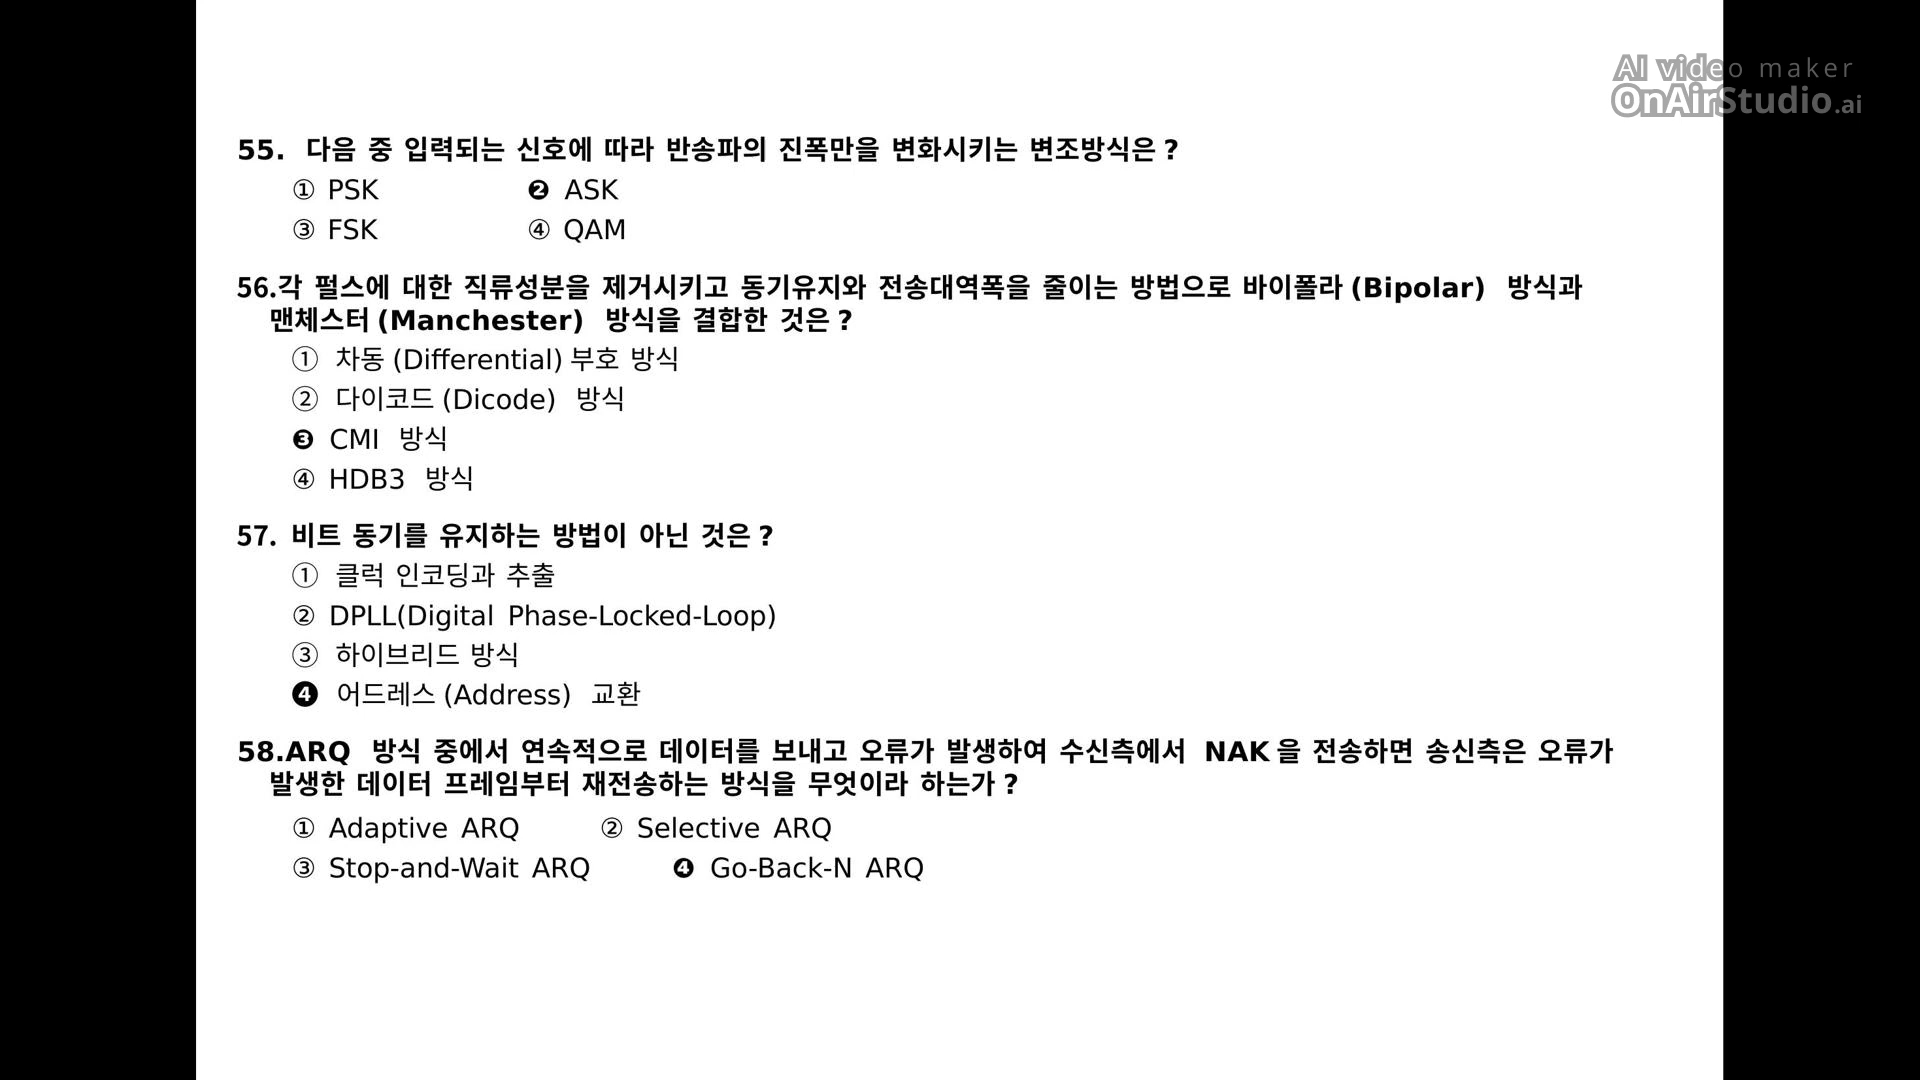 AI video maker
OnAirStudio.ai
55. 다음 중 입력되는 신호에 따라 반송파의 진폭만을 변화시키는 변조방식은?
① PSK ❷ ASK
③ FSK ④ QAM
56.각 펄스에 대한 직류성분을 제거시키고 동기유지와 전송대역폭을 줄이는 방법으로 바이폴라(Bipolar) 방식과
맨체스터(Manchester) 방식을 결합한 것은?
① 차동(Differential)부호 방식
② 다이코드(Dicode) 방식
❸ CMI 방식
④ HDB3 방식
57. 비트 동기를 유지하는 방법이 아닌 것은?
① 클럭 인코딩과 추출
② DPLL(Digital Phase-Locked-Loop)
③ 하이브리드 방식
❹ 어드레스(Address) 교환
58.ARQ 방식 중에서 연속적으로 데이터를 보내고 오류가 발생하여 수신측에서 NAK을 전송하면 송신측은 오류가
발생한 데이터 프레임부터 재전송하는 방식을 무엇이라 하는가?
① Adaptive ARQ ② Selective ARQ
③ Stop-and-Wait ARQ ❹ Go-Back-N ARQ